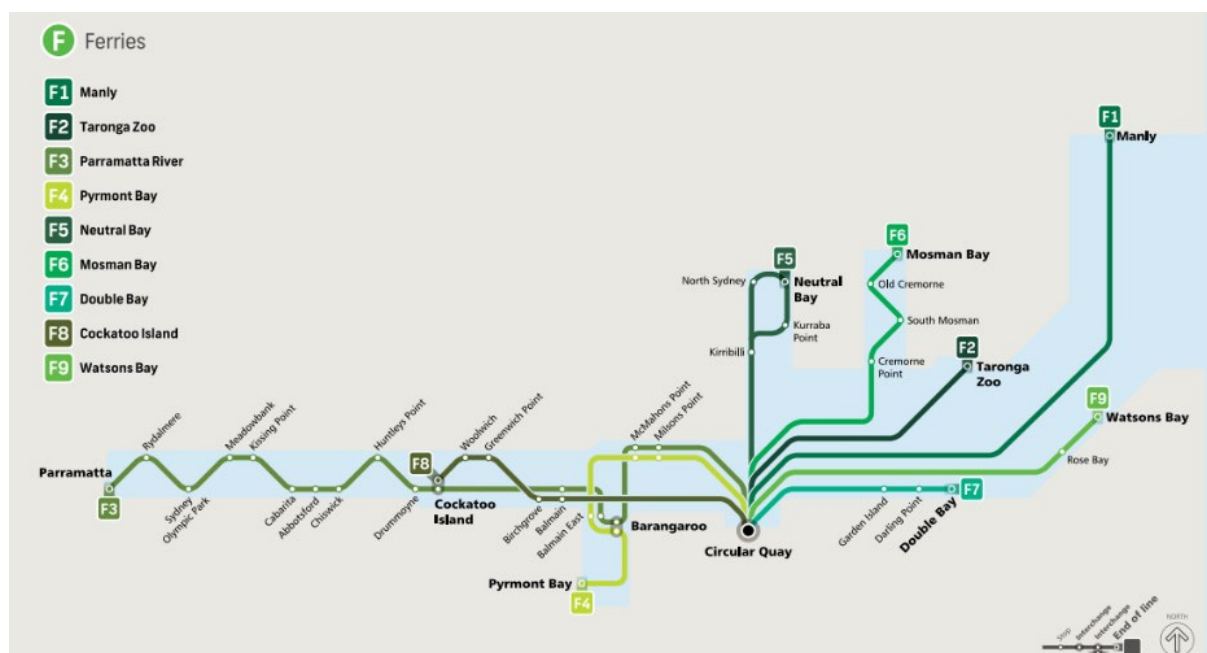 F Ferries
F1 Manly
F2 Taronga Zoo
F3 Parramatta River
F4 Pyrmont Bay
F5 Neutral Bay
F6 Mosman Bay
F7 Double Bay
F8 Cockatoo Island
F9 Watsons Bay
F1
Manly
F6
Mosman Bay
F5
North Sydney
Neutral
Bay
Old Cremorne
South Mosman
Kurraba
Point
Kirribilli
F2
Cremorne
Point
Taronga
Zoo
F9
Watsons Bay
Rose Bay
McMahons Point
Milsons Point
Huntleys Point
Woolwich
Greenwich Point
Rydalmere
Meadowbank
Kissing Point
F8
Parramatta
F3
Sydney
Olympic Park
Cabarita
Abbotsford
Chiswick
Drummoyne
Cockatoo
Island
Birchgrove
Balmain
Balmain East
Barangaroo
Circular Quay
Garden Island
Darling Point
Double Bay
F7
Pyrmont Bay
F4
Stop
Interchange
Interchange
End of line
NORTH